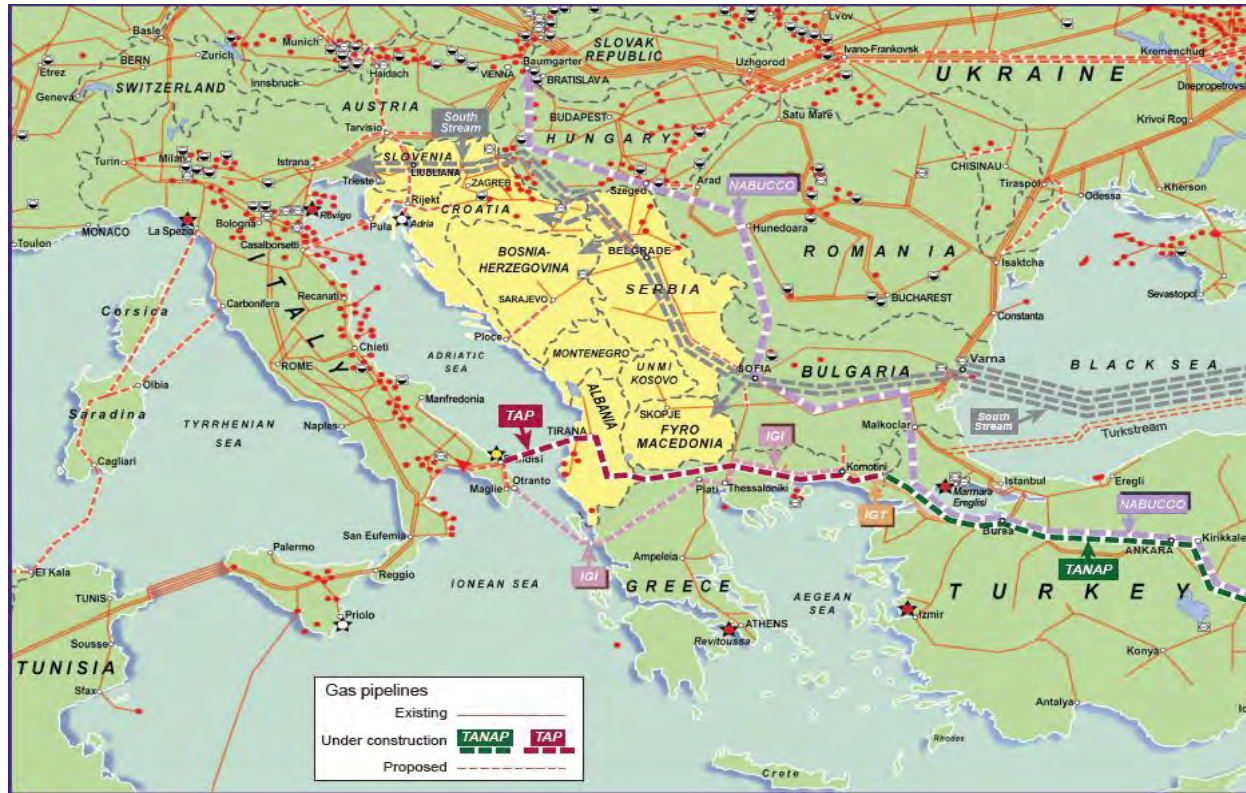 Basle
Munich
Lvov
Zurich
Ivano-Frankovsk
Kremenchug
Etrez
BERN
Haidach
VIENNA
Baumgarter
SLOVAK
REPUBLIC
Uzhgorod
UKRAINE
Geneva
SWITZERLAND
Innsbruck
BRATISLAVA
Dnepropetrovsk
AUSTRIA
South
Stream
BUDAPEST
HUNGARY
Satu Mare
Krivoi Rog
Tarvisio
Turin
Milan
Istrana
SLOVENIA
LIUBLIANA
CHISINAU
Trieste
ZAGREB
Szeged
Arad
NABUCCO
Tiraspol
Odessa
Kherson
Rijekt
Rovigo
CROATIA
Pula
Adria
MONACO
La Spezia
Bologna
Hunedoara
Toulon
Casalborsetti
BELGRADE
ROMANIA
Isaktcha
BOSNIA-
HERZEGOVINA
SERBIA
Sevastopol
Corsica
Carbonifera
Recanati
SARAJEVO
BUCHAREST
Constanta
ITALY
Ploce
Chieti
ADRIATIC
SEA
MONTENEGRO
UNMI
KOSOVO
SOFIA
BULGARIA
Varna
BLACK SEA
ROME
Olbia
Manfredonia
ALBANIA
SKOPJE
FYRO
MACEDONIA
Saradina
TAP
TIRANA
IGI
Malkoclar
South
Stream
Turkstream
TYRRHENIAN
SEA
Naples
Cagliari
Otranto
Maglie
Plati
Thessaloniki
Komotini
Istanbul
Eregli
Marmara
Ereglisi
IGT
NABUCCO
Bursa
ANKARA
Kirikkale
San Eufemia
Ampeleia
TANAP
Palermo
El Kala
Reggio
IONEAN SEA
IGI
GREECE
AEGEAN
SEA
TURKEY
TUNIS
Priolo
ATHENS
Izmir
Revitoussa
Sousse
Konya
TUNISIA
Sfax
Antalya
Gas pipelines
Existing
Under construction TANAP TAP
Proposed
Rhodes
Crete